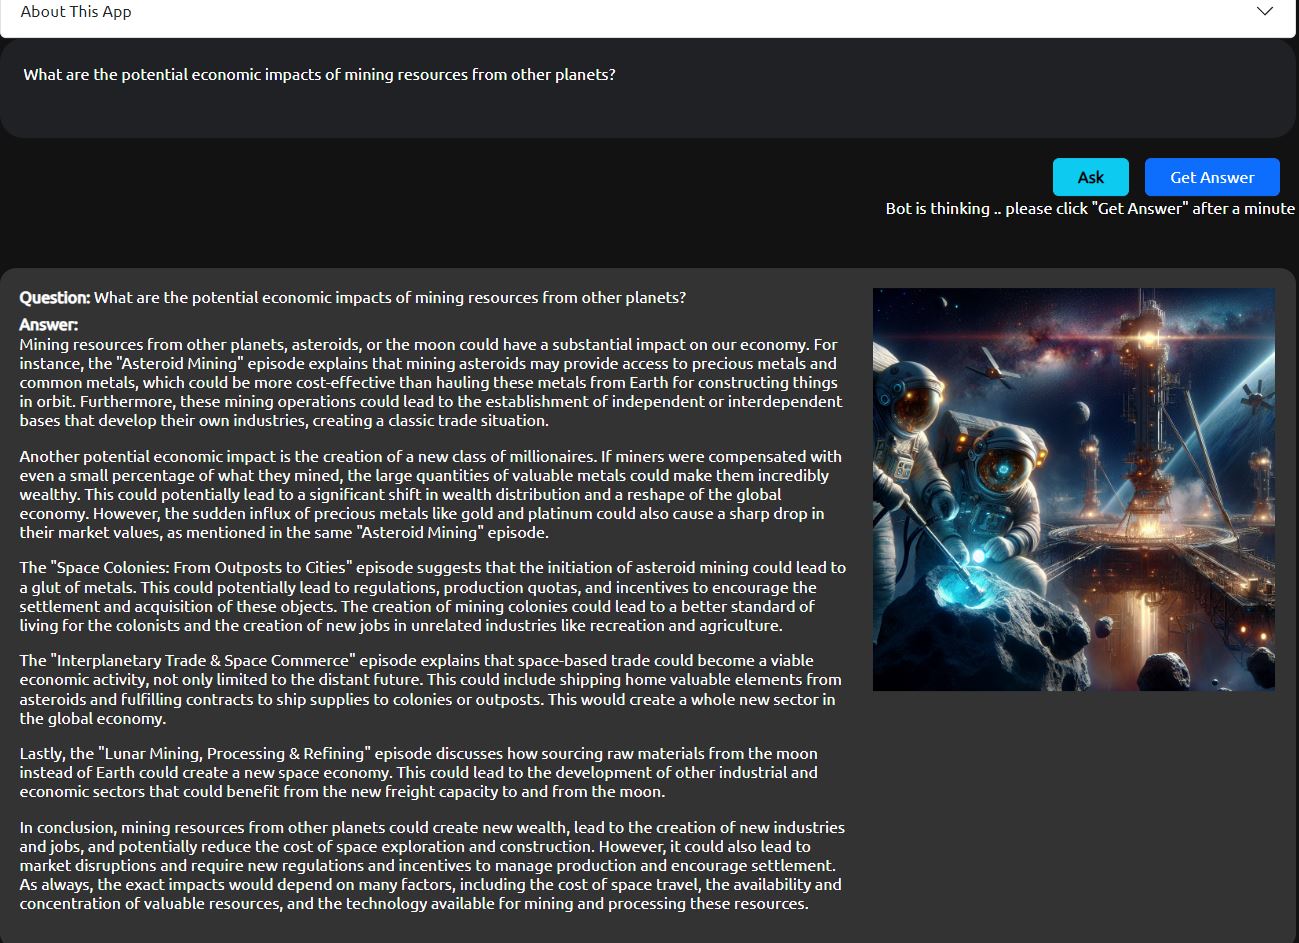 About This App
What are the potential economic impacts of mining resources from other planets?
Ask
Get Answer
Bot is thinking .. please click "Get Answer" after a minute
Question: What are the potential economic impacts of mining resources from other planets?
Answer:
Mining resources from other planets, asteroids, or the moon could have a substantial impact on our economy. For
instance, the "Asteroid Mining" episode explains that mining asteroids may provide access to precious metals and
common metals, which could be more cost-effective than hauling these metals from Earth for constructing things
in orbit. Furthermore, these mining operations could lead to the establishment of independent or interdependent
bases that develop their own industries, creating a classic trade situation.
Another potential economic impact is the creation of a new class of millionaires. If miners were compensated with
even a small percentage of what they mined, the large quantities of valuable metals could make them incredibly
wealthy. This could potentially lead to a significant shift in wealth distribution and a reshape of the global
economy. However, the sudden influx of precious metals like gold and platinum could also cause a sharp drop in
their market values, as mentioned in the same "Asteroid Mining" episode.
The "Space Colonies: From Outposts to Cities" episode suggests that the initiation of asteroid mining could lead to
a glut of metals. This could potentially lead to regulations, production quotas, and incentives to encourage the
settlement and acquisition of these objects. The creation of mining colonies could lead to a better standard of
living for the colonists and the creation of new jobs in unrelated industries like recreation and agriculture.
The "Interplanetary Trade & Space Commerce" episode explains that space-based trade could become a viable
economic activity, not only limited to the distant future. This could include shipping home valuable elements from
asteroids and fulfilling contracts to ship supplies to colonies or outposts. This would create a whole new sector in
the global economy.
Lastly, the "Lunar Mining, Processing & Refining" episode discusses how sourcing raw materials from the moon
instead of Earth could create a new space economy. This could lead to the development of other industrial and
economic sectors that could benefit from the new freight capacity to and from the moon.
In conclusion, mining resources from other planets could create new wealth, lead to the creation of new industries
and jobs, and potentially reduce the cost of space exploration and construction. However, it could also lead to
market disruptions and require new regulations and incentives to manage production and encourage settlement.
As always, the exact impacts would depend on many factors, including the cost of space travel, the availability and
concentration of valuable resources, and the technology available for mining and processing these resources.